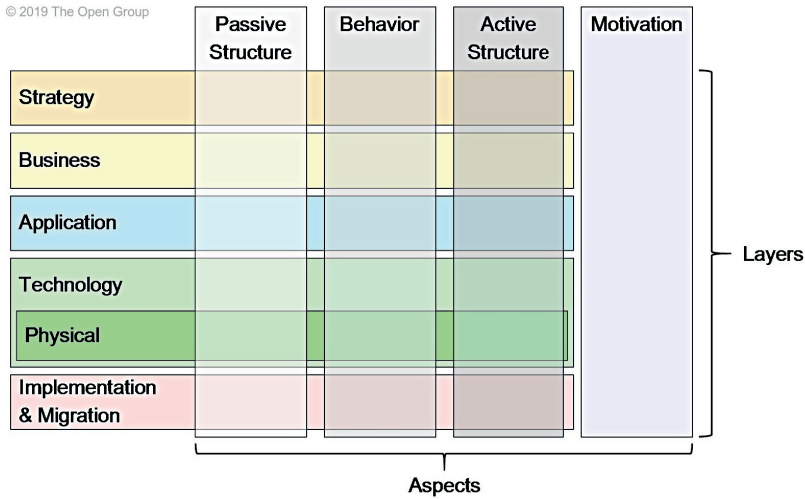 © 2019 The Open Group
Passive
Structure
Behavior
Active
Structure
Motivation
Strategy
Business
Application
Technology
Physical
Implementation
& Migration
Layers
Aspects